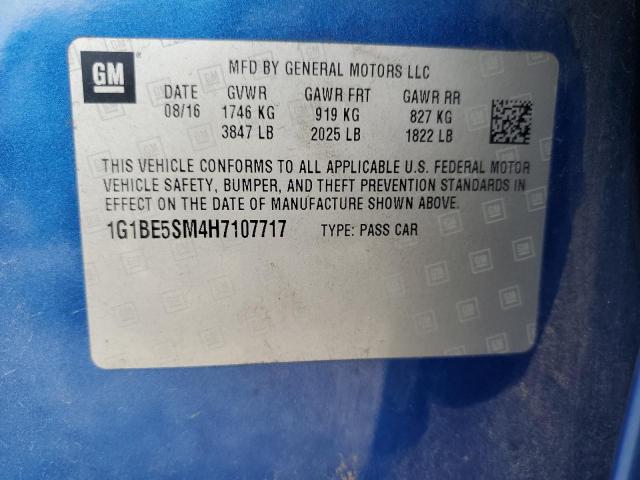 GM
MFD BY GENERAL MOTORS LLC
DATE GVWR GAWR FRT GAWR RR
08/16 1746 KG 919 KG 827 KG
3847 LB 2025 LB 1822 LB
THIS VEHICLE CONFORMS TO ALL APPLICABLE U.S. FEDERAL MOTOR
VEHICLE SAFETY, BUMPER, AND THEFT PREVENTION STANDARDS IN
EFFECT ON THE DATE OF MANUFACTURE SHOWN ABOVE.
1G1BE5SM4H7107717 TYPE: PASS CAR